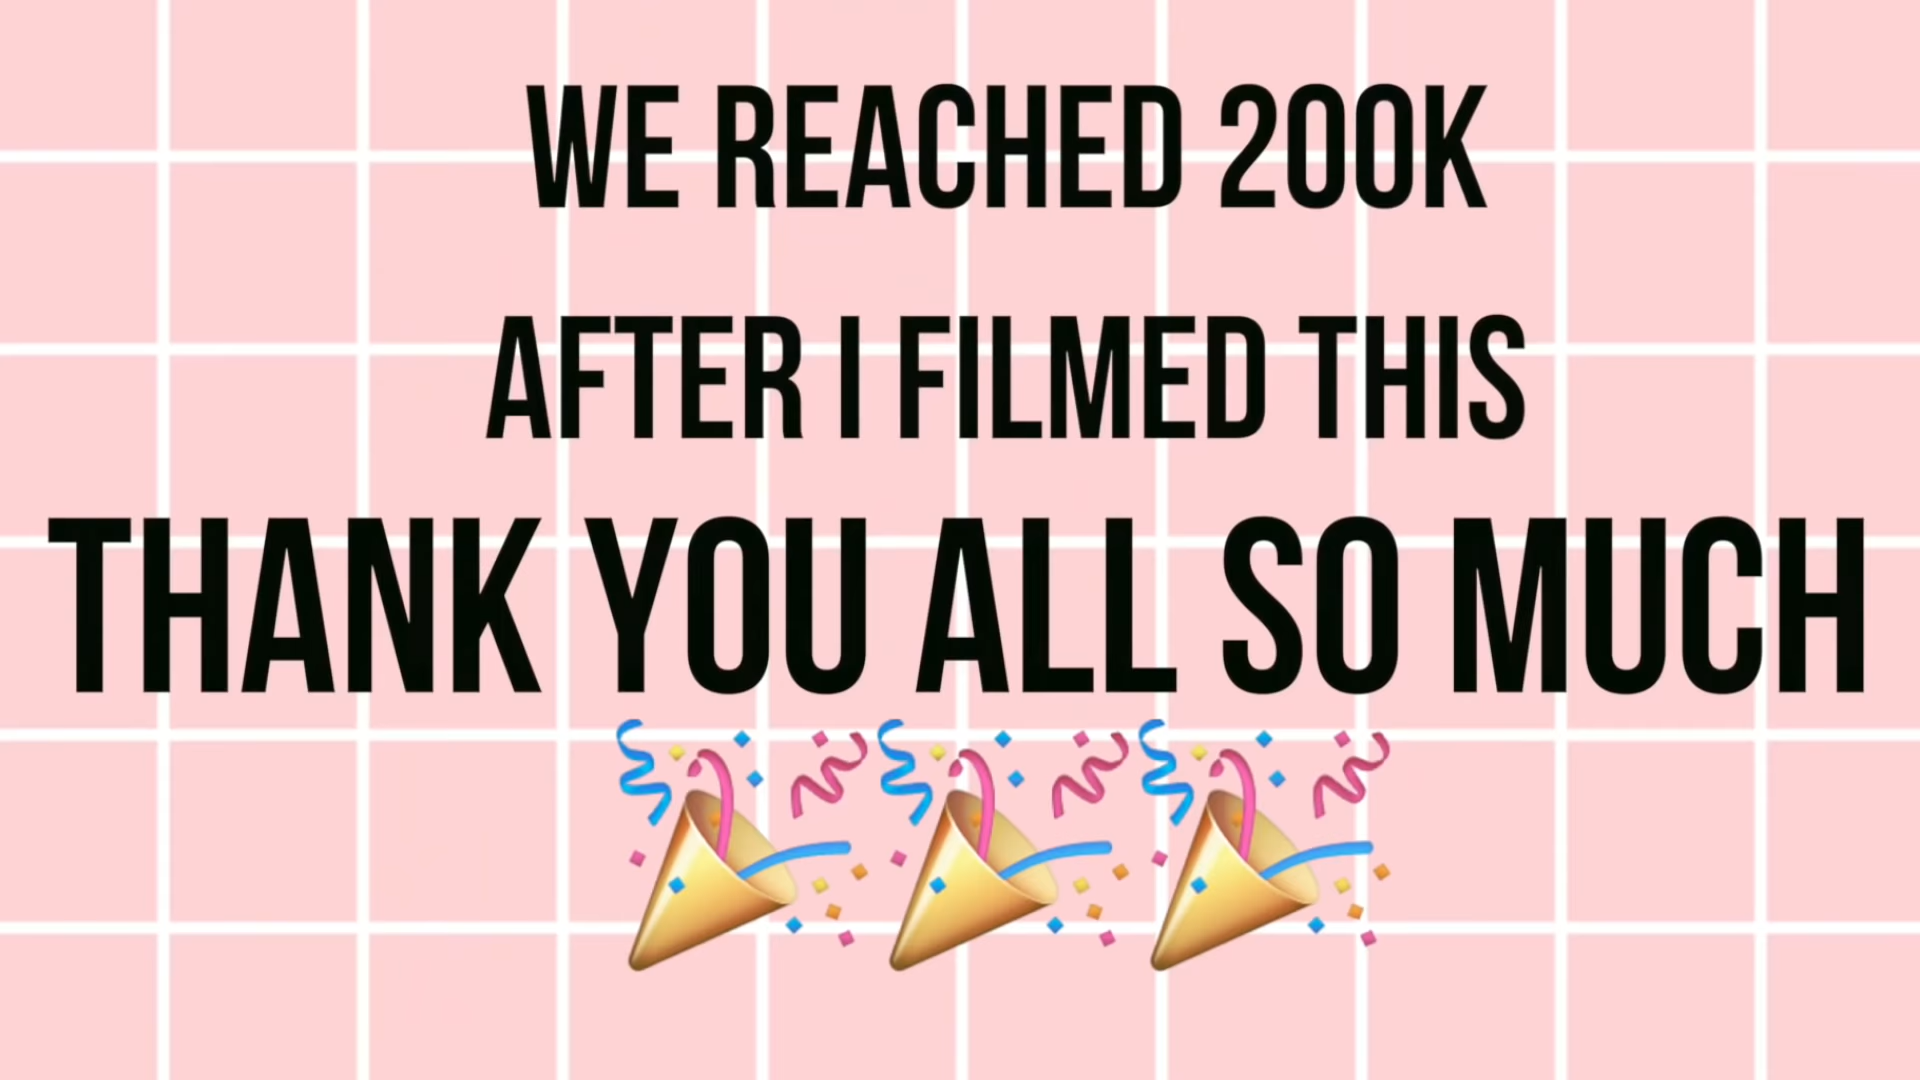 WE REACHED 200K
AFTER I FILMED THIS
THANK YOU ALL SO MUCH
🎉🎉🎉